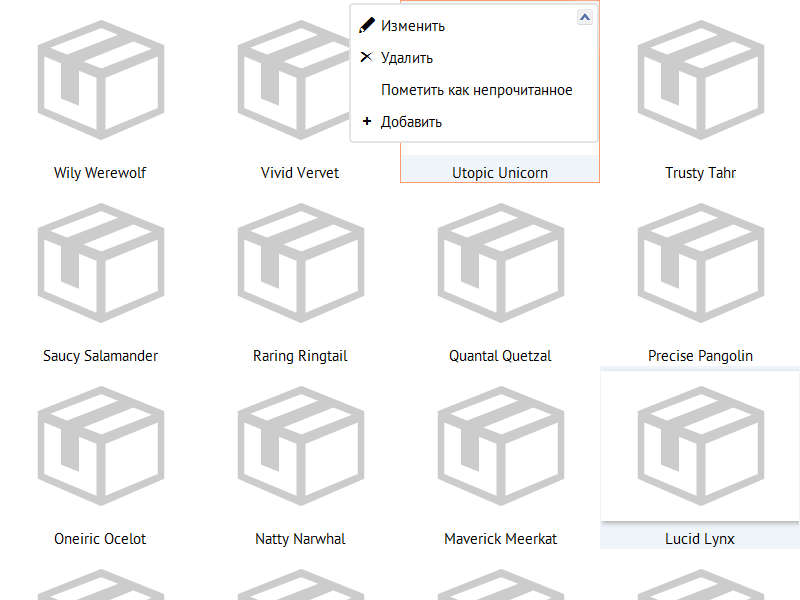 Изменить
Удалить
Пометить как непрочитанное
Добавить
Wily Werewolf
Vivid Vervet
Utopic Unicorn
Trusty Tahr
Saucy Salamander
Raring Ringtail
Quantal Quetzal
Precise Pangolin
Oneiric Ocelot
Natty Narwhal
Maverick Meerkat
Lucid Lynx